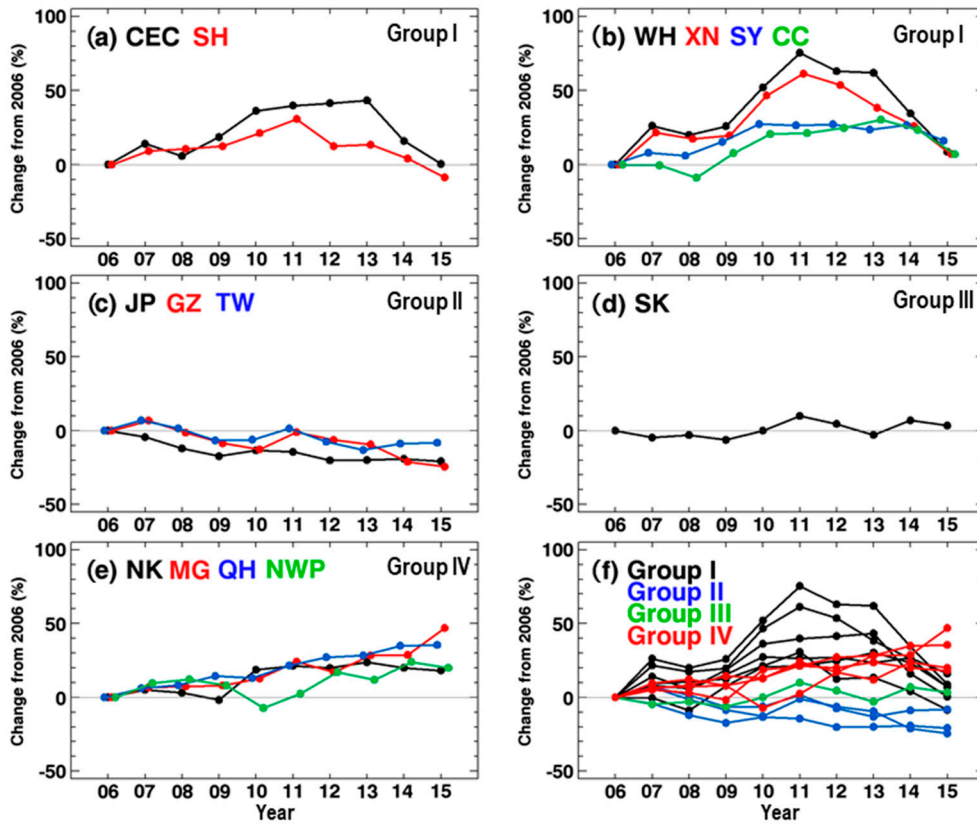 (a) CEC SH Group I
100
50
0
-50
Change from 2006 (%)
06 07 08 09 10 11 12 13 14 15
(b) WH XN SY CC Group I
100
50
0
-50
Change from 2006 (%)
06 07 08 09 10 11 12 13 14 15
(c) JP GZ TW Group II
100
50
0
-50
Change from 2006 (%)
06 07 08 09 10 11 12 13 14 15
(d) SK Group III
100
50
0
-50
Change from 2006 (%)
06 07 08 09 10 11 12 13 14 15
(e) NK MG QH NWP Group IV
100
50
0
-50
Change from 2006 (%)
06 07 08 09 10 11 12 13 14 15
Year
(f) Group I
Group II
Group III
Group IV
100
50
0
-50
Change from 2006 (%)
06 07 08 09 10 11 12 13 14 15
Year